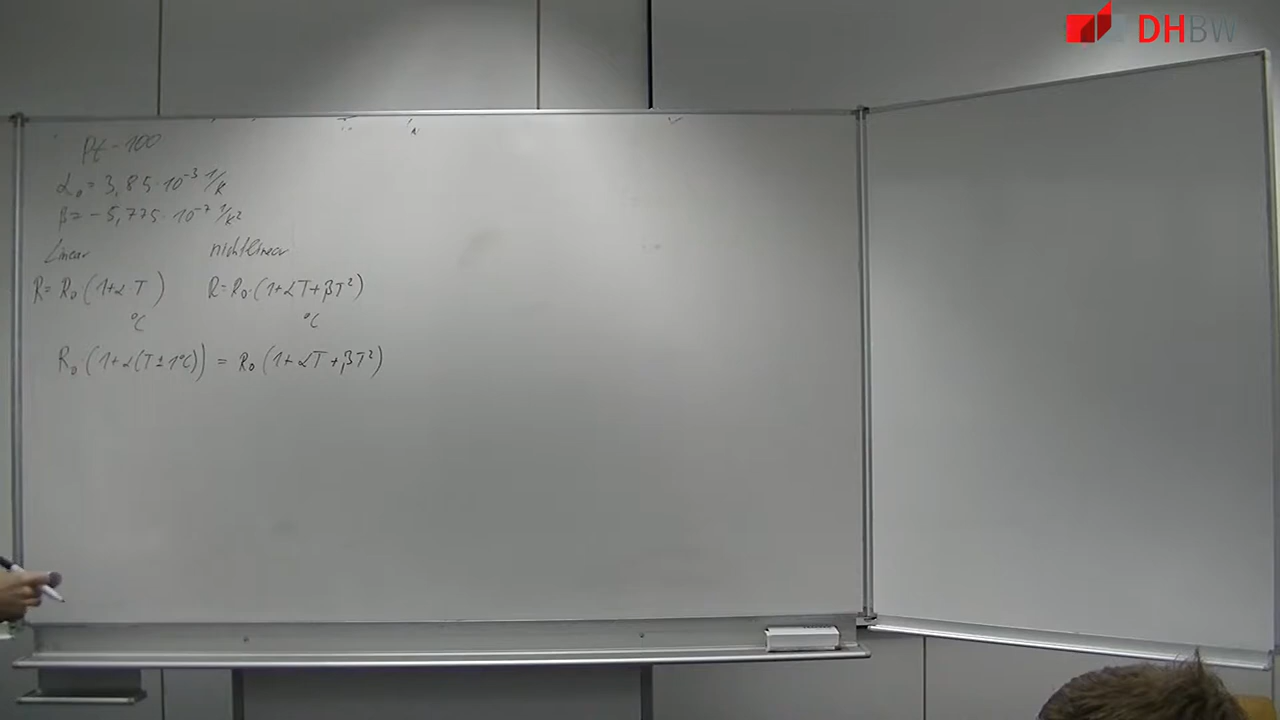 DHBW
Pt-100
α₀ = 3,85·10⁻³ 1/K
β = -5,775·10⁻⁷ 1/K²
Linear nichtlinear
R = R₀·(1+α·T) R = R₀·(1+αT+βT²)
°C °C
R₀·(1+α(T±1°C)) = R₀(1+αT+βT²)